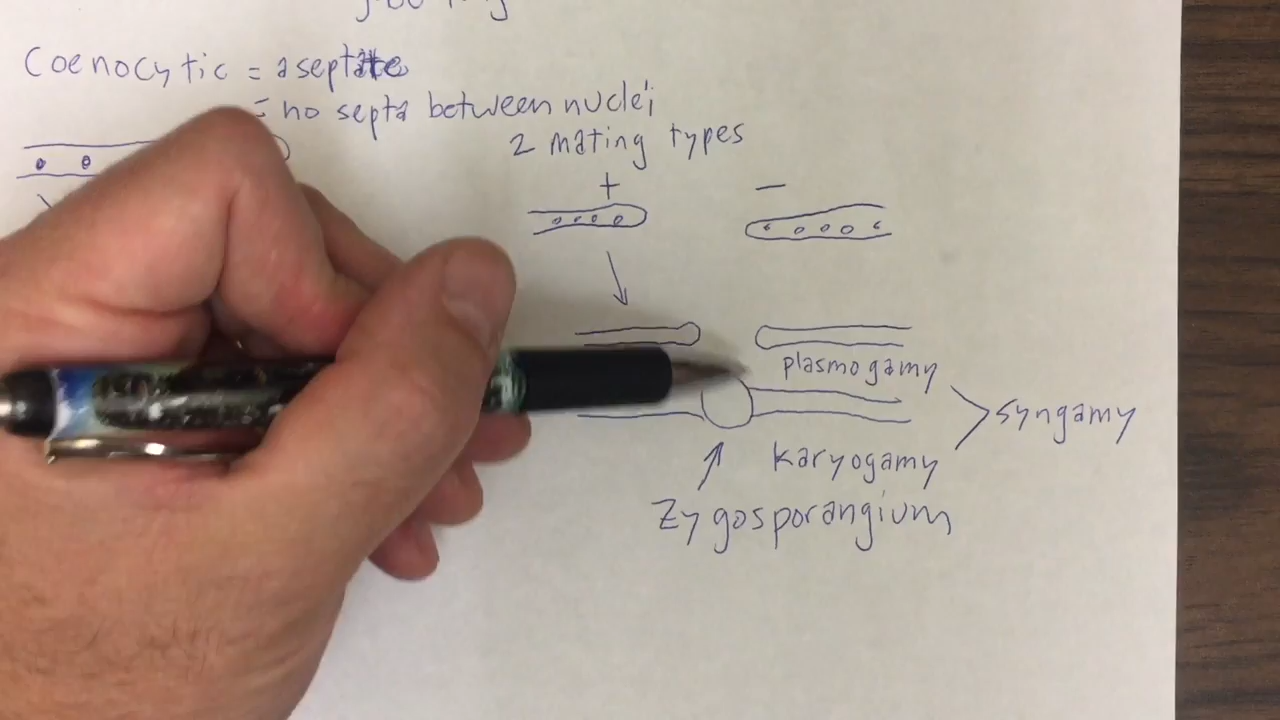 Coenocytic = aseptate
= no septa between nuclei
2 mating types
+ −
plasmogamy
syngamy
karyogamy
Zygosporangium